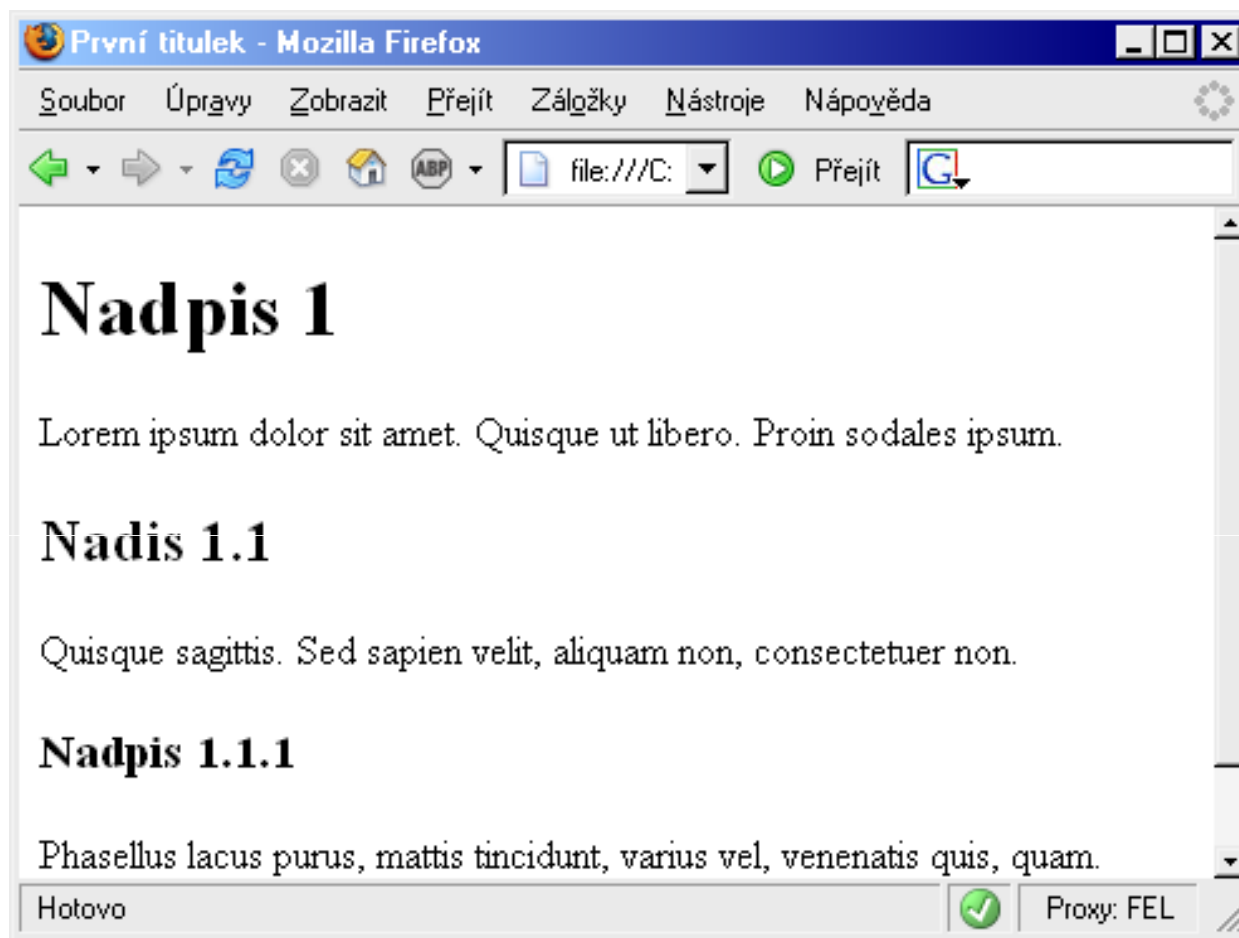 První titulek - Mozilla Firefox
Soubor Úpravy Zobrazit Přejít Záložky Nástroje Nápověda
ABP file:///C: Přejít G
Nadpis 1
Lorem ipsum dolor sit amet. Quisque ut libero. Proin sodales ipsum.
Nadis 1.1
Quisque sagittis. Sed sapien velit, aliquam non, consectetuer non.
Nadpis 1.1.1
Phasellus lacus purus, mattis tincidunt, varius vel, venenatis quis, quam.
Hotovo Proxy: FEL